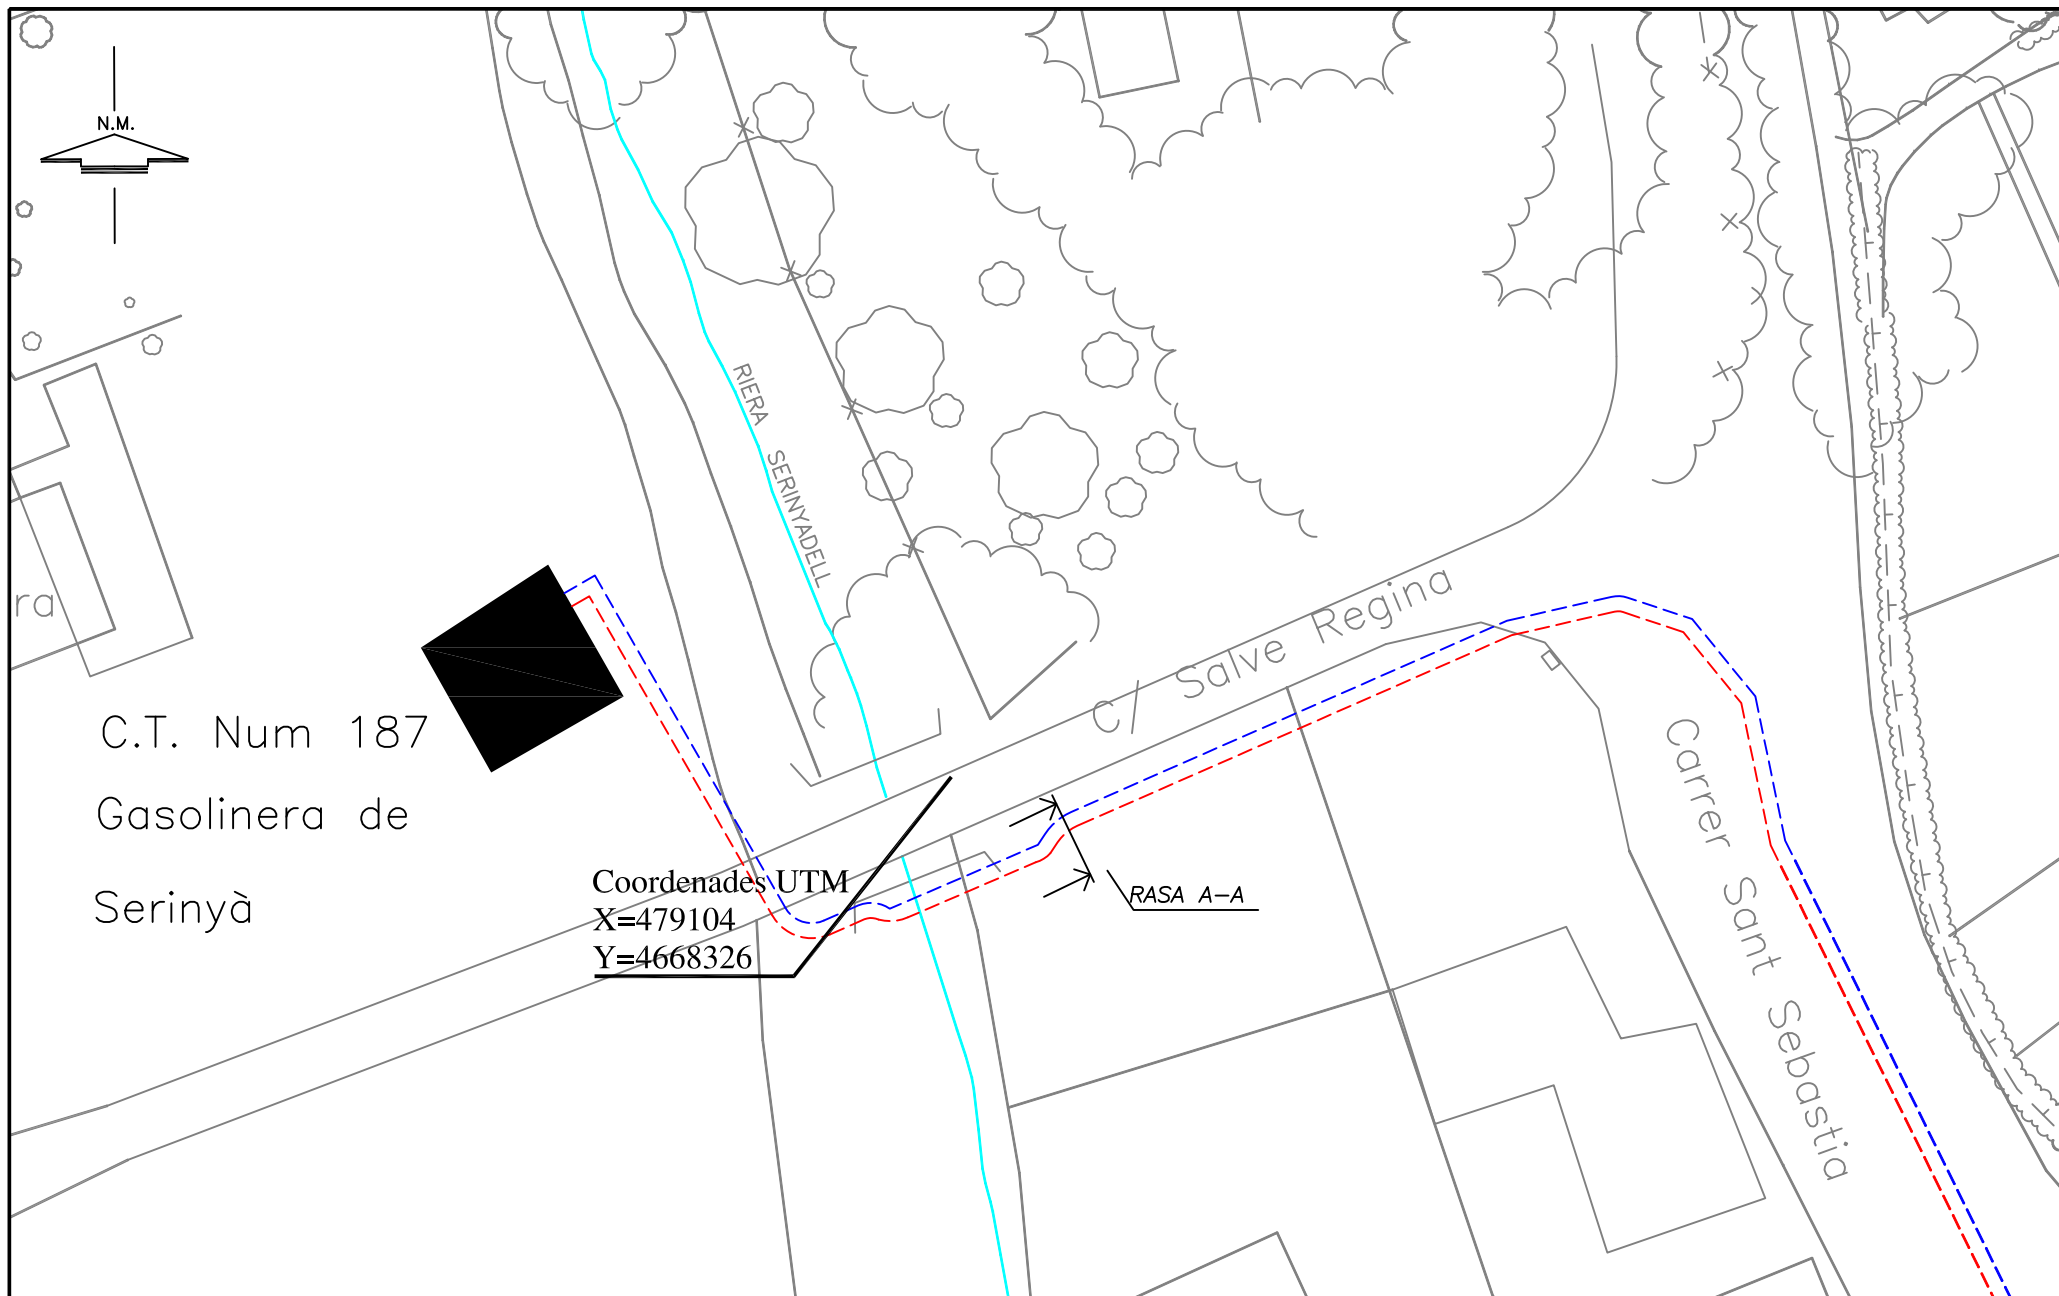 N.M.
RIERA SERINYADELL
ra
C/ Salve Regina
C.T. Num 187
Gasolinera de
Serinyà
Coordenades UTM
X=479104
Y=4668326
RASA A-A
Carrer Sant Sebastia